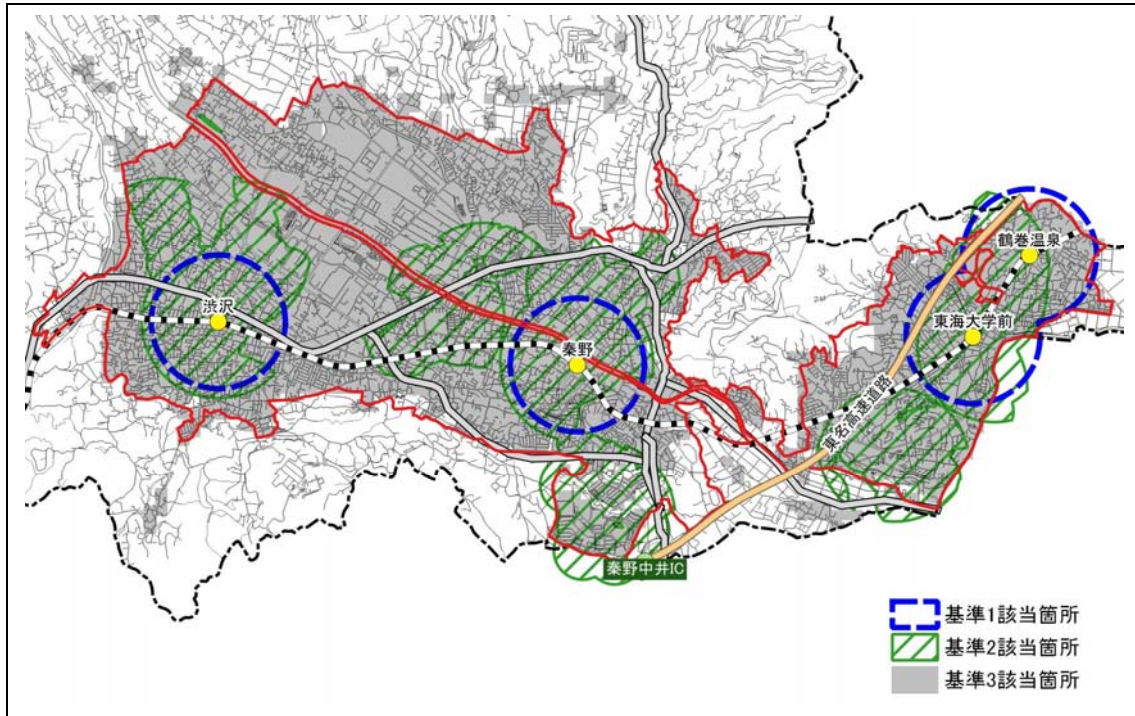 鶴巻温泉
渋沢
東海大学前
秦野
東名高速道路
秦野中井IC
基準1該当箇所
基準2該当箇所
基準3該当箇所